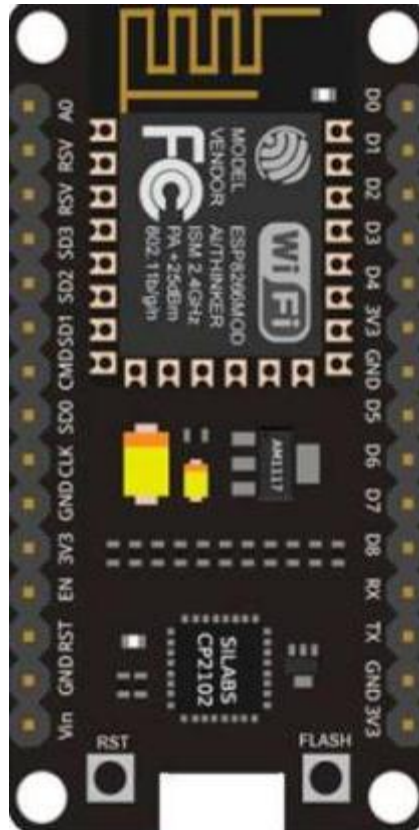 A0
RSV
RSV
SD3
SD2
SD1
CMD
SD0
CLK
GND
3V3
EN
RST
GND
Vin
MODEL
VENDOR
ESP8266MOD
AI/THINKER
ISM 2.4GHz
PA +25dBm
802.11b/g/n
FC
Wi Fi
AM1117
SILABS
CP2102
D0
D1
D2
D3
D4
3V3
GND
D5
D6
D7
D8
RX
TX
GND
3V3
RST
FLASH